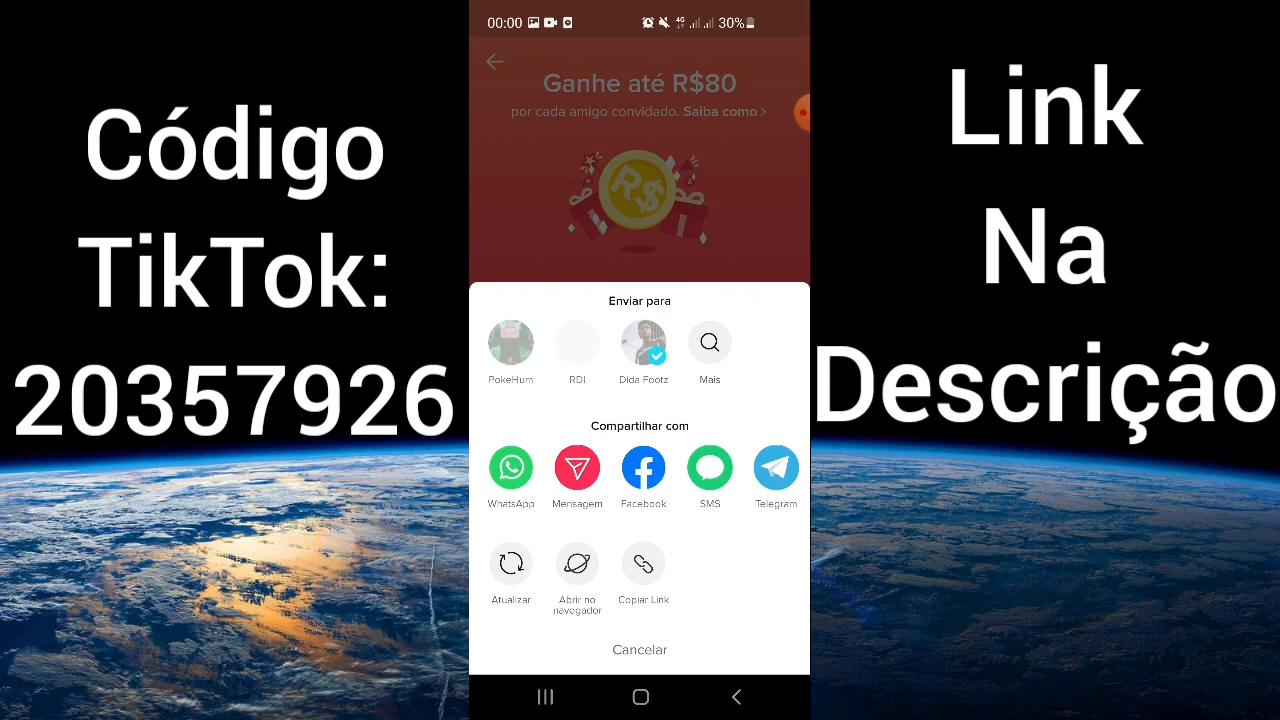 Código
TikTok:
20357926
00:00
4G
30%
Ganhe até R$80
por cada amigo convidado. Saiba como >
R$
Enviar para
PokeHum
RDI
Dida Footz
Mais
Compartilhar com
WhatsApp
Mensagem
Facebook
SMS
Telegram
Atualizar
Abrir no
navegador
Copiar Link
Cancelar
Link
Na
Descrição